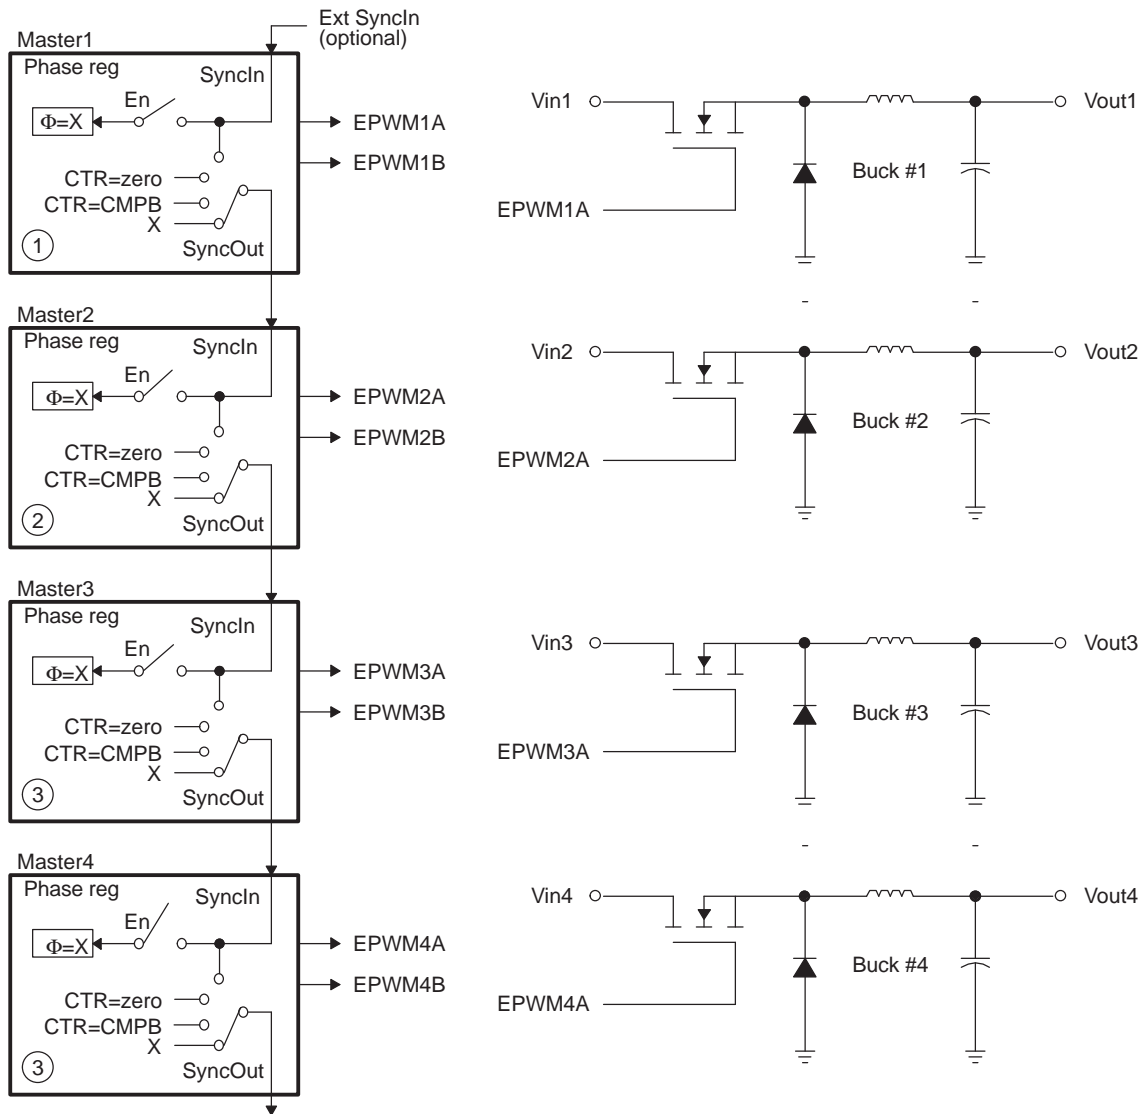 Ext SyncIn
(optional)
Master1
Phase reg
SyncIn
En
Φ=X
EPWM1A
EPWM1B
CTR=zero
CTR=CMPB
X
1
SyncOut
Vin1
Vout1
Buck #1
EPWM1A
Master2
Phase reg
SyncIn
En
Φ=X
EPWM2A
EPWM2B
CTR=zero
CTR=CMPB
X
2
SyncOut
Vin2
Vout2
Buck #2
EPWM2A
Master3
Phase reg
SyncIn
En
Φ=X
EPWM3A
EPWM3B
CTR=zero
CTR=CMPB
X
3
SyncOut
Vin3
Vout3
Buck #3
EPWM3A
Master4
Phase reg
SyncIn
En
Φ=X
EPWM4A
EPWM4B
CTR=zero
CTR=CMPB
X
3
SyncOut
Vin4
Vout4
Buck #4
EPWM4A